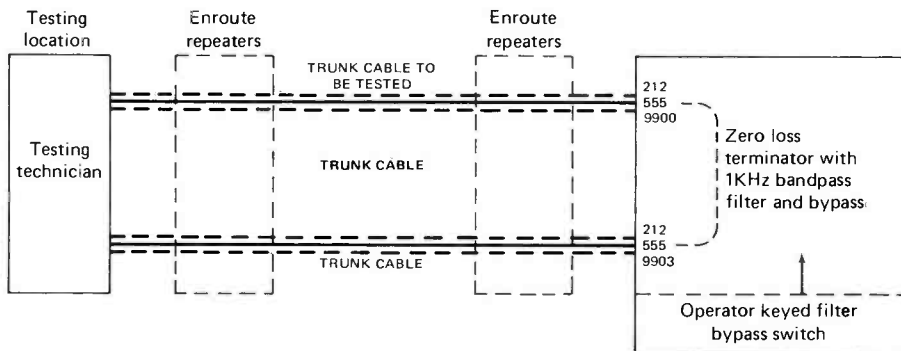 Testing
location
Enroute
repeaters
Enroute
repeaters
TRUNK CABLE TO
BE TESTED
212
555
9900
Testing
technician
TRUNK CABLE
Zero loss
terminator with
1KHz bandpass
filter and bypass
212
555
9903
TRUNK CABLE
Operator keyed filter
bypass switch